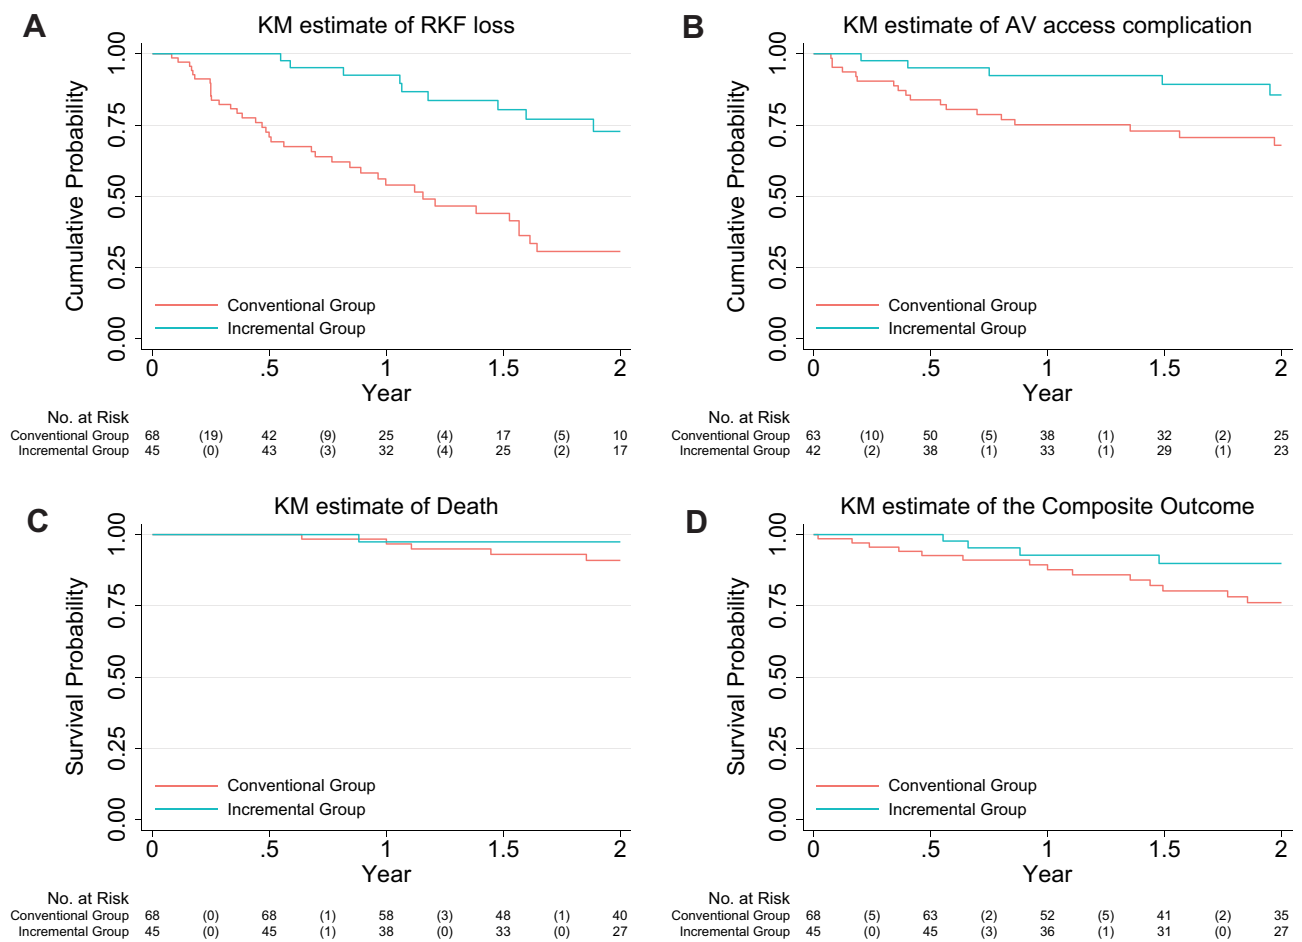 A
KM estimate of RKF loss
Cumulative Probability
1.00
0.75
0.50
0.25
0.00
Conventional Group
Incremental Group
0 .5 1 1.5 2
Year
No. at Risk
Conventional Group 68 (19) 42 (9) 25 (4) 17 (5) 10
Incremental Group 45 (0) 43 (3) 32 (4) 25 (2) 17
B
KM estimate of AV access complication
Cumulative Probability
1.00
0.75
0.50
0.25
0.00
Conventional Group
Incremental Group
0 .5 1 1.5 2
Year
No. at Risk
Conventional Group 63 (10) 50 (5) 38 (1) 32 (2) 25
Incremental Group 42 (2) 38 (1) 33 (1) 29 (1) 23
C
KM estimate of Death
Survival Probability
1.00
0.75
0.50
0.25
0.00
Conventional Group
Incremental Group
0 .5 1 1.5 2
Year
No. at Risk
Conventional Group 68 (0) 68 (1) 58 (3) 48 (1) 40
Incremental Group 45 (0) 45 (1) 38 (0) 33 (0) 27
D
KM estimate of the Composite Outcome
Survival Probability
1.00
0.75
0.50
0.25
0.00
Conventional Group
Incremental Group
0 .5 1 1.5 2
Year
No. at Risk
Conventional Group 68 (5) 63 (2) 52 (5) 41 (2) 35
Incremental Group 45 (0) 45 (3) 36 (1) 31 (0) 27